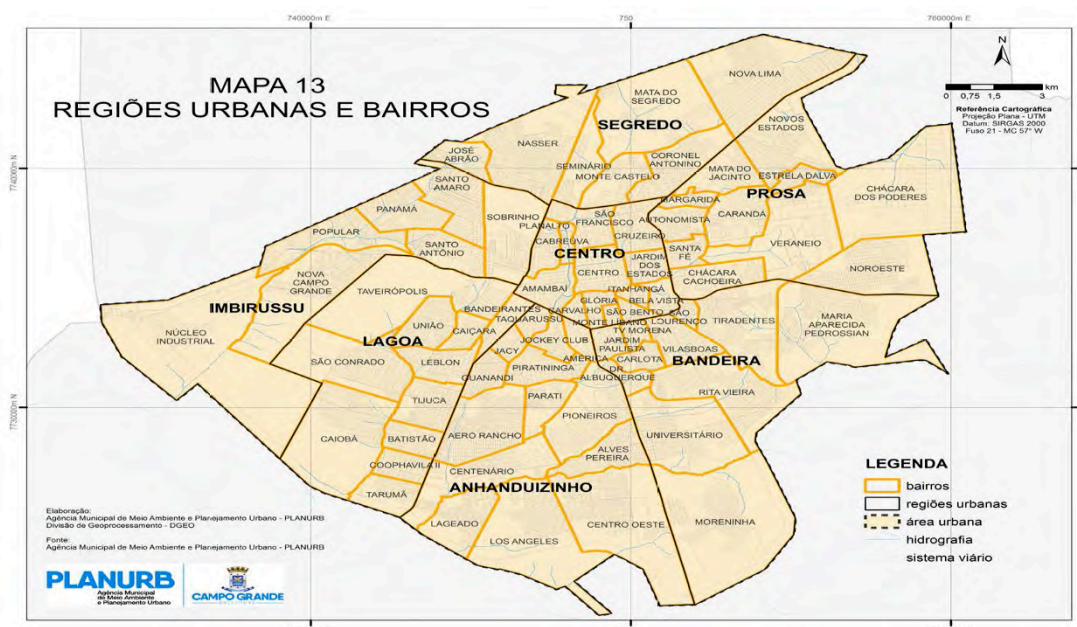 740000m E
750
760000m E
MAPA 13
REGIÕES URBANAS E BAIRROS
N
km
0 0,75 1,5 3
Referência Cartográfica
Projeção Plana - UTM
Datum: SIRGAS 2000
Fuso 21 - MC 57° W
NOVA LIMA
MATA DO
SEGREDO
SEGREDO
NOVOS
ESTADOS
NASSER
JOSÉ
ABRÃO
SEMINÁRIO
CORONEL
ANTONINO
MONTE CASTELO
MATA DO
JACINTO
ESTRELA DALVA
SANTO
AMARO
PROSA
CHÁCARA
DOS PODERES
MARGARIDA
PANAMÁ
SOBRINHO
PLANALTO
SÃO
FRANCISCO
AUTONOMISTA
CARANDÁ
POPULAR
CABREUVA
CRUZEIRO
SANTO
ANTÔNIO
CENTRO
SANTA
FÉ
VERANEIO
JARDIM
DOS
ESTADOS
CENTRO
CHÁCARA
CACHOEIRA
NOROESTE
NOVA
CAMPO
GRANDE
TAVEIRÓPOLIS
AMAMBAÍ
ITANHANGÁ
IMBIRUSSU
BANDEIRANTES
GLÓRIA
BELA VISTA
CARVALHO
SÃO BENTO
SÃO
LOURENÇO
TAQUARUSSÚ
MONTE LÍBANO
TIRADENTES
MARIA
APARECIDA
PEDROSSIAN
NÚCLEO
INDUSTRIAL
UNIÃO
CAIÇARA
TV MORENA
LAGOA
JOCKEY CLUB
JARDIM
PAULISTA
VILASBOAS
SÃO CONRADO
LEBLON
JACY
AMÉRICA
CARLOTA
BANDEIRA
PIRATININGA
DR.
ALBUQUERQUE
GUANANDI
RITA VIEIRA
TIJUCA
PARATI
PIONEIROS
CAIOBÁ
BATISTÃO
AERO RANCHO
UNIVERSITÁRIO
ALVES
PEREIRA
COOPHAVILA II
CENTENÁRIO
TARUMÃ
ANHANDUIZINHO
LAGEADO
CENTRO OESTE
MORENINHA
LOS ANGELES
7740000m N
7730000m N
LEGENDA
bairros
regiões urbanas
área urbana
hidrografia
sistema viário
Elaboração:
Agência Municipal de Meio Ambiente e Planejamento Urbano - PLANURB
Divisão de Geoprocessamento - DGEO
Fonte:
Agência Municipal de Meio Ambiente e Planejamento Urbano - PLANURB
PLANURB
Agência Municipal
de Meio Ambiente
e Planejamento Urbano
CAMPO GRANDE